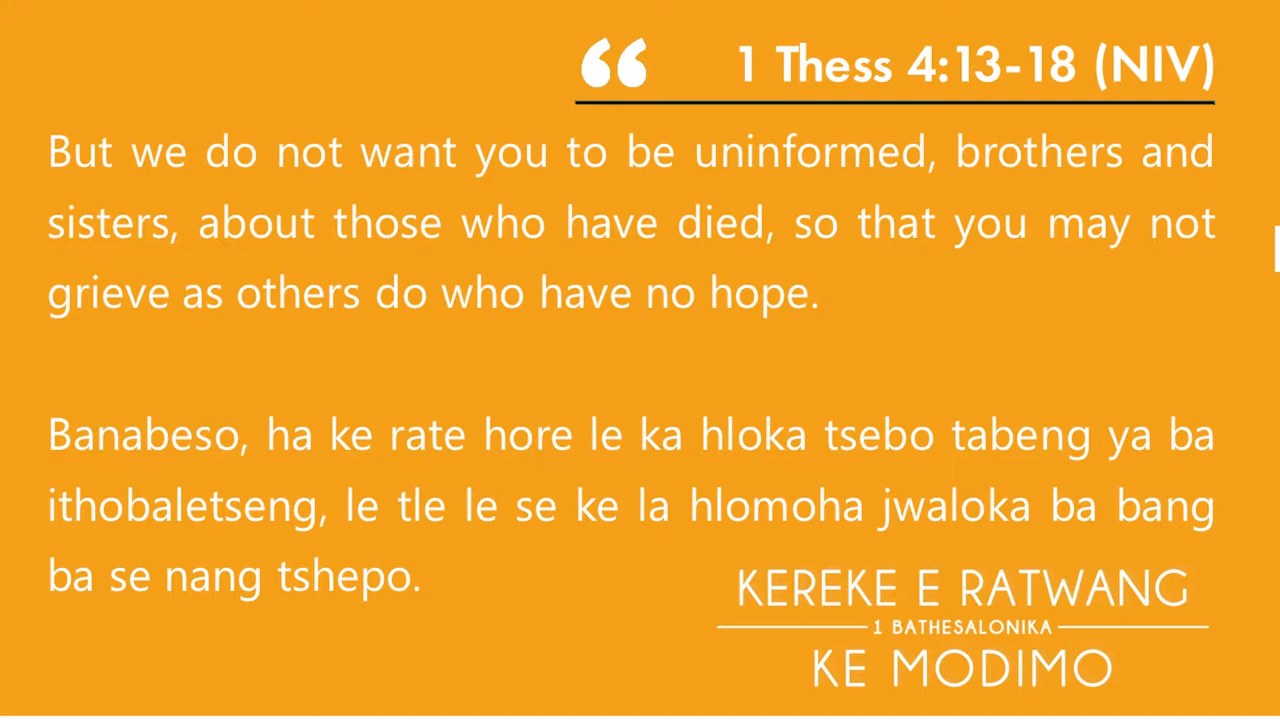 “ 1 Thess 4:13-18 (NIV)
But we do not want you to be uninformed, brothers and
sisters, about those who have died, so that you may not
grieve as others do who have no hope.
Banabeso, ha ke rate hore le ka hloka tsebo tabeng ya ba
ithobaletseng, le tle le se ke la hlomoha jwaloka ba bang
ba se nang tshepo.
KEREKE E RATWANG
1 BATHESALONIKA
KE MODIMO